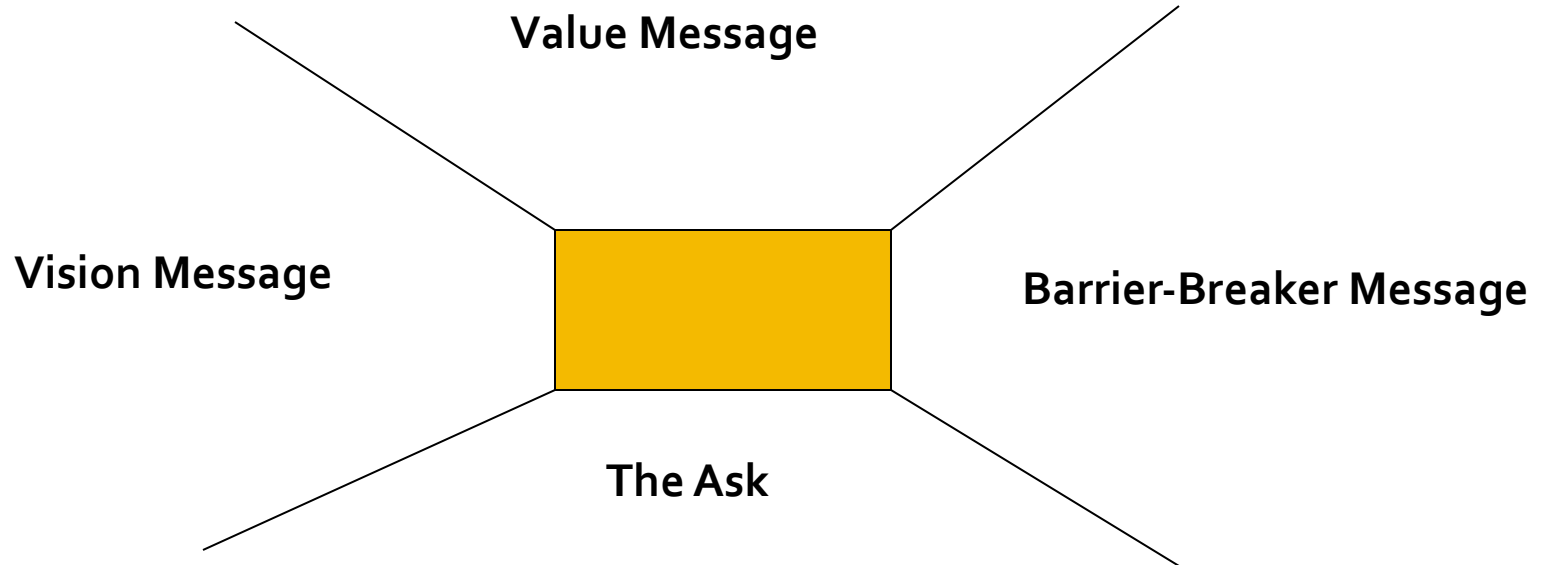 Value Message
Vision Message
Barrier-Breaker Message
The Ask